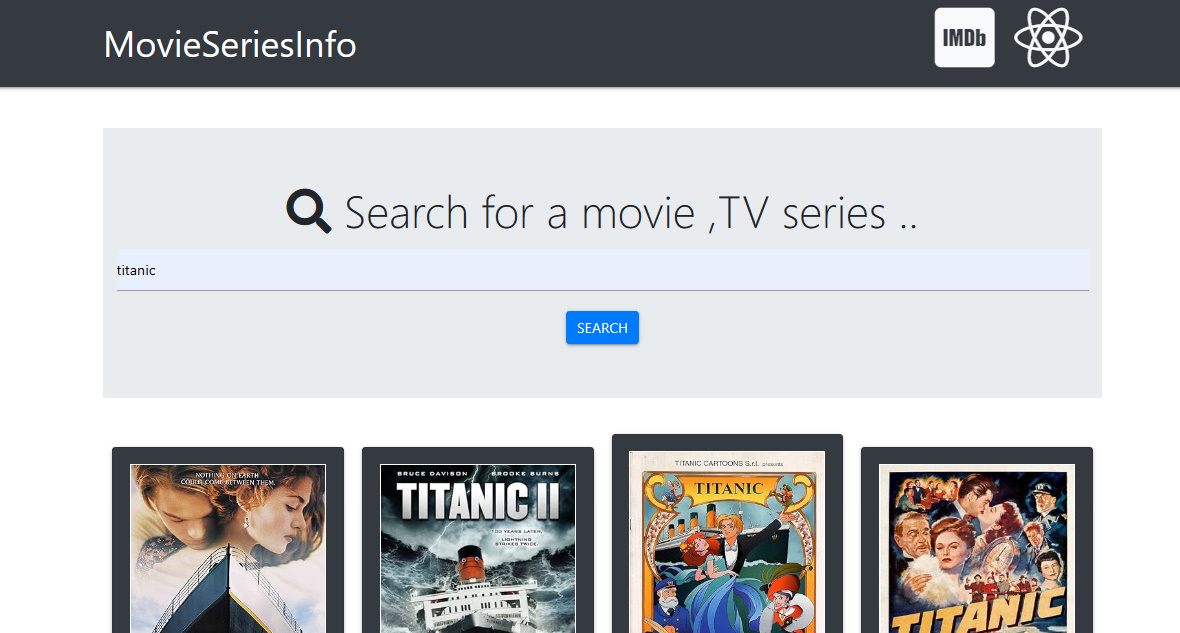 MovieSeriesInfo
IMDb
Search for a movie ,TV series ..
titanic
SEARCH
NOTHING ON EARTH
COULD COME BETWEEN THEM.
BRUCE DAVISON BROOKE BURNS
TITANIC II
100 YEARS LATER,
LIGHTNING
STRIKES TWICE.
TITANIC CARTOONS S.r.l. presents
TITANIC
TITANIC